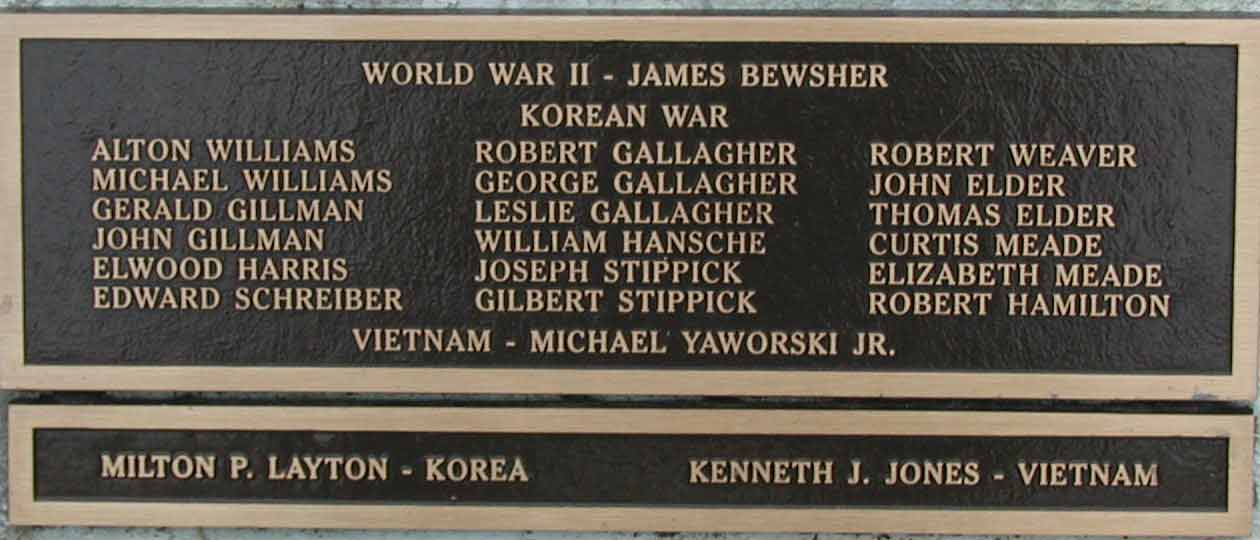 WORLD WAR II - JAMES BEWSHER
KOREAN WAR
ALTON WILLIAMS ROBERT GALLAGHER ROBERT WEAVER
MICHAEL WILLIAMS GEORGE GALLAGHER JOHN ELDER
GERALD GILLMAN LESLIE GALLAGHER THOMAS ELDER
JOHN GILLMAN WILLIAM HANSCHE CURTIS MEADE
ELWOOD HARRIS JOSEPH STIPPICK ELIZABETH MEADE
EDWARD SCHREIBER GILBERT STIPPICK ROBERT HAMILTON
VIETNAM - MICHAEL YAWORSKI JR.
MILTON P. LAYTON - KOREA KENNETH J. JONES - VIETNAM